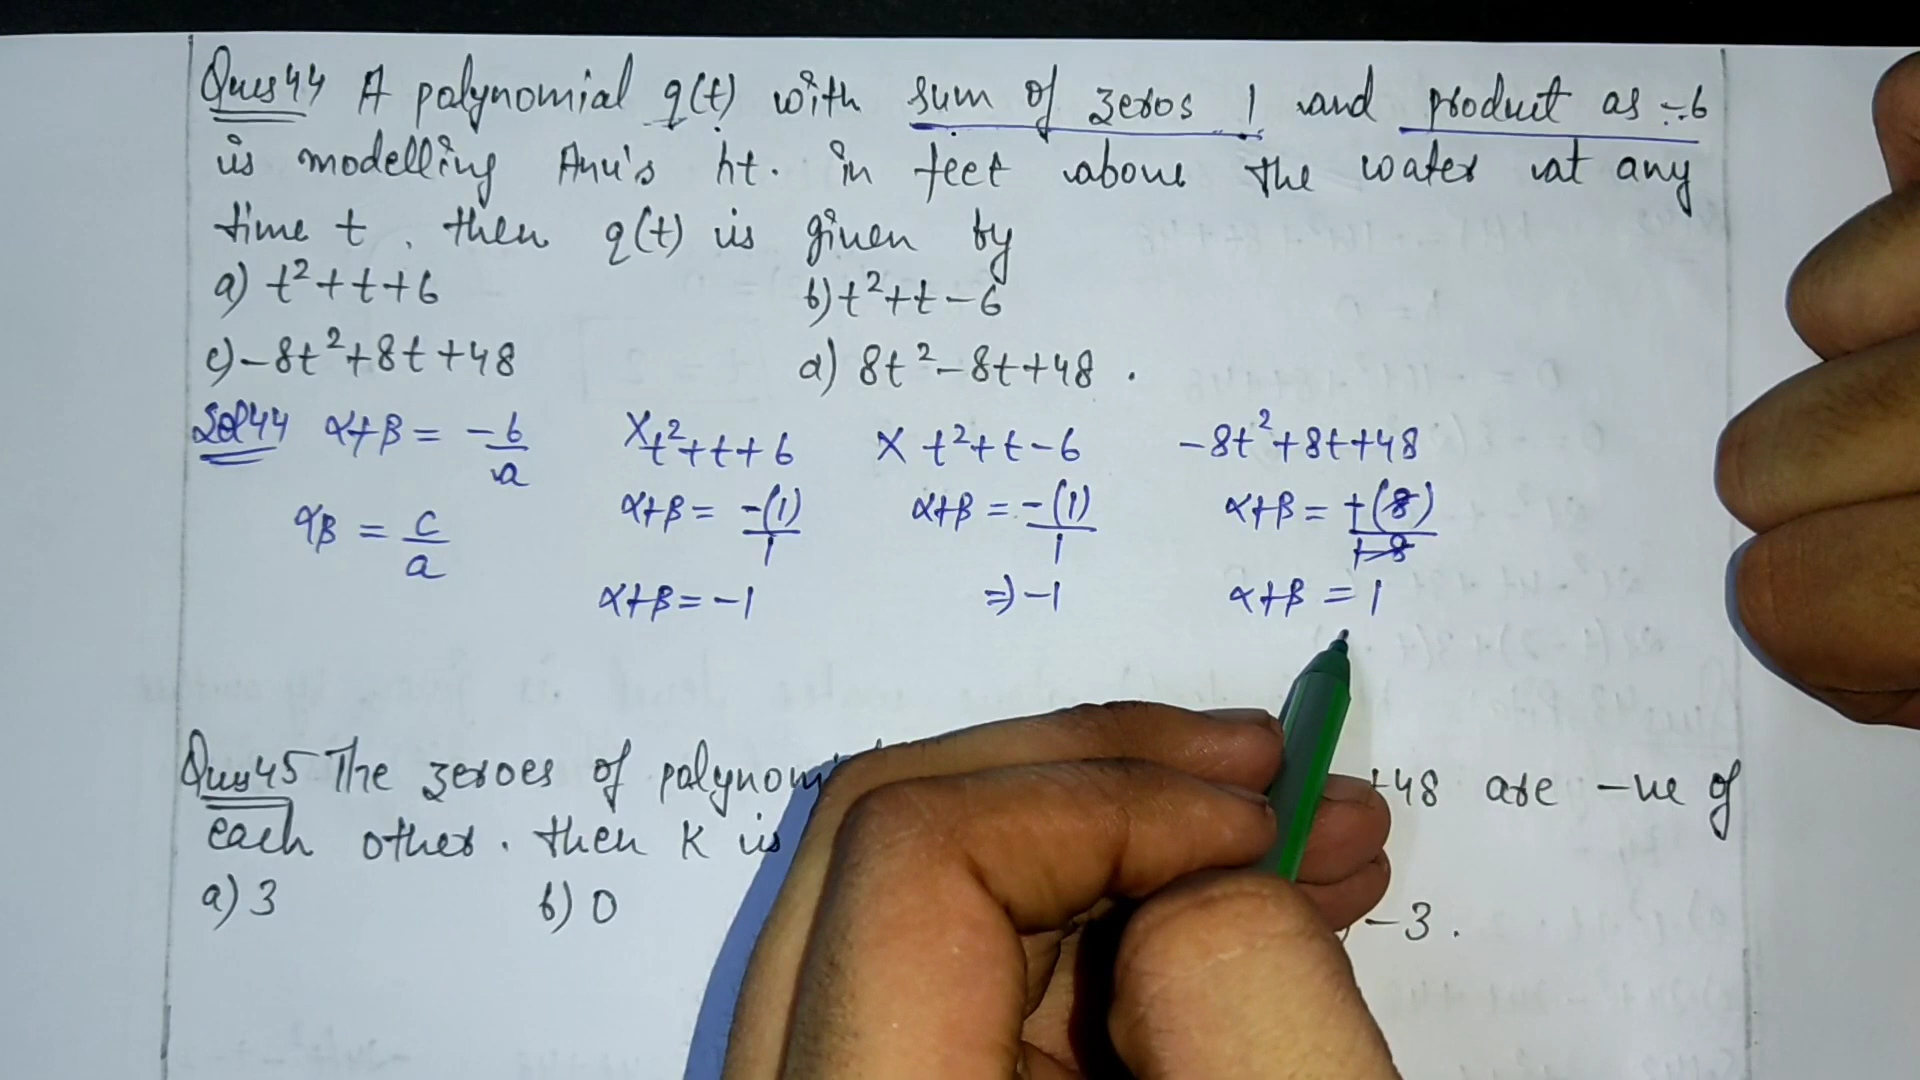 Ques44 A polynomial q(t) with sum of zeros 1 and product as -6
is modelling Anu's ht. in feet above the water at any
time t, then q(t) is given by
a) t²+t+6 b) t²+t-6
c) -8t²+8t+48 d) 8t²-8t+48.
Sol44 α+β = -b/a αβ = c/a
× t²+t+6
α+β = -(1)/1
α+β = -1
× t²+t-6
α+β = -(1)/1
⇒ -1
-8t²+8t+48
α+β = +(8)/+8
α+β = 1
Ques45 The zeroes of +48 are -ve of
each other. then K is
a) 3 b) 0 -3.